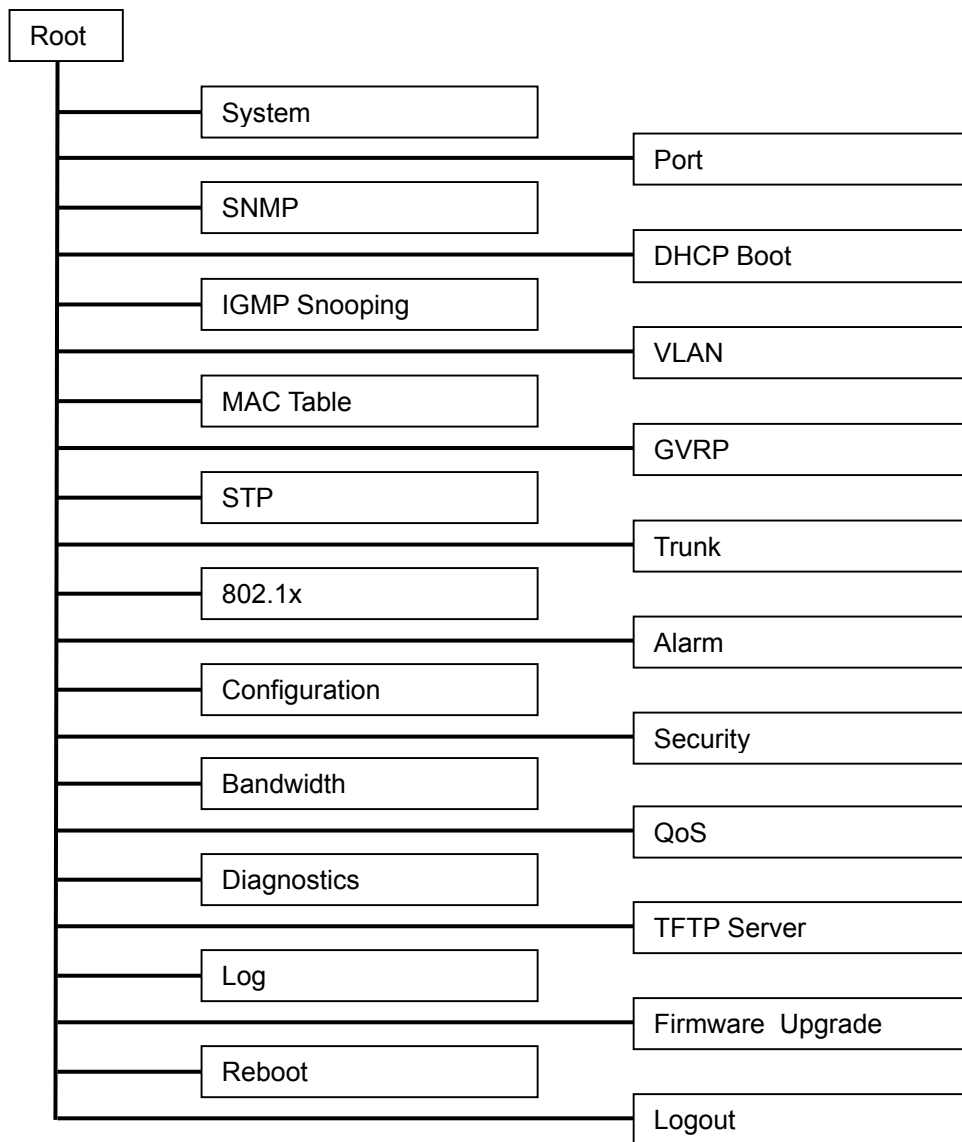 Root
System
Port
SNMP
DHCP Boot
IGMP Snooping
VLAN
MAC Table
GVRP
STP
Trunk
802.1x
Alarm
Configuration
Security
Bandwidth
QoS
Diagnostics
TFTP Server
Log
Firmware  Upgrade
Reboot
Logout